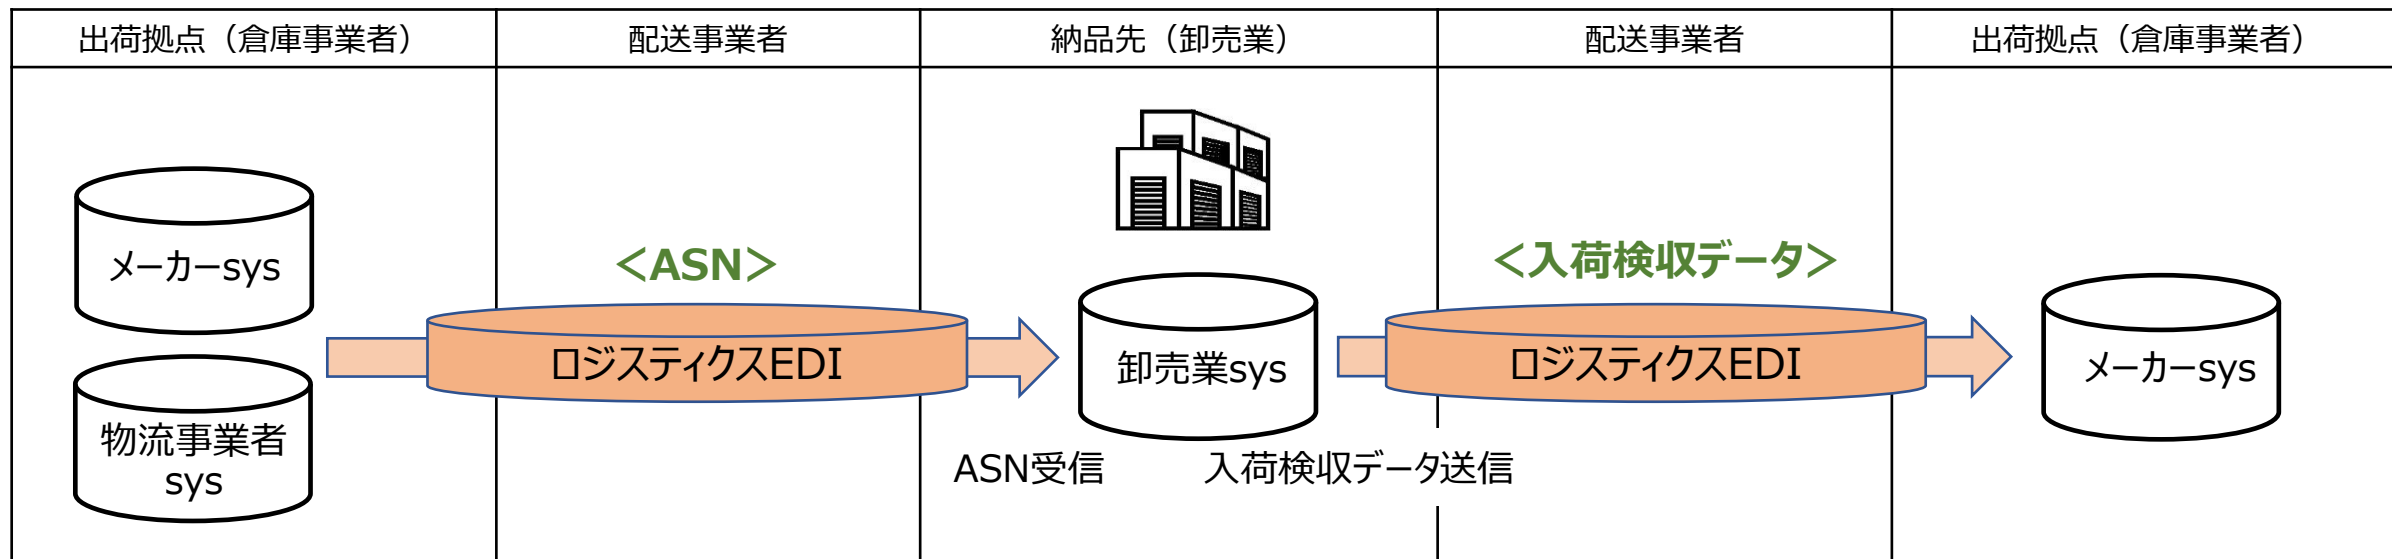 出荷拠点（倉庫事業者）
配送事業者
納品先（卸売業）
配送事業者
出荷拠点（倉庫事業者）
メーカーsys
物流事業者
sys
＜ASN＞
ロジスティクスEDI
卸売業sys
ASN受信
入荷検収データ送信
＜入荷検収データ＞
ロジスティクスEDI
メーカーsys